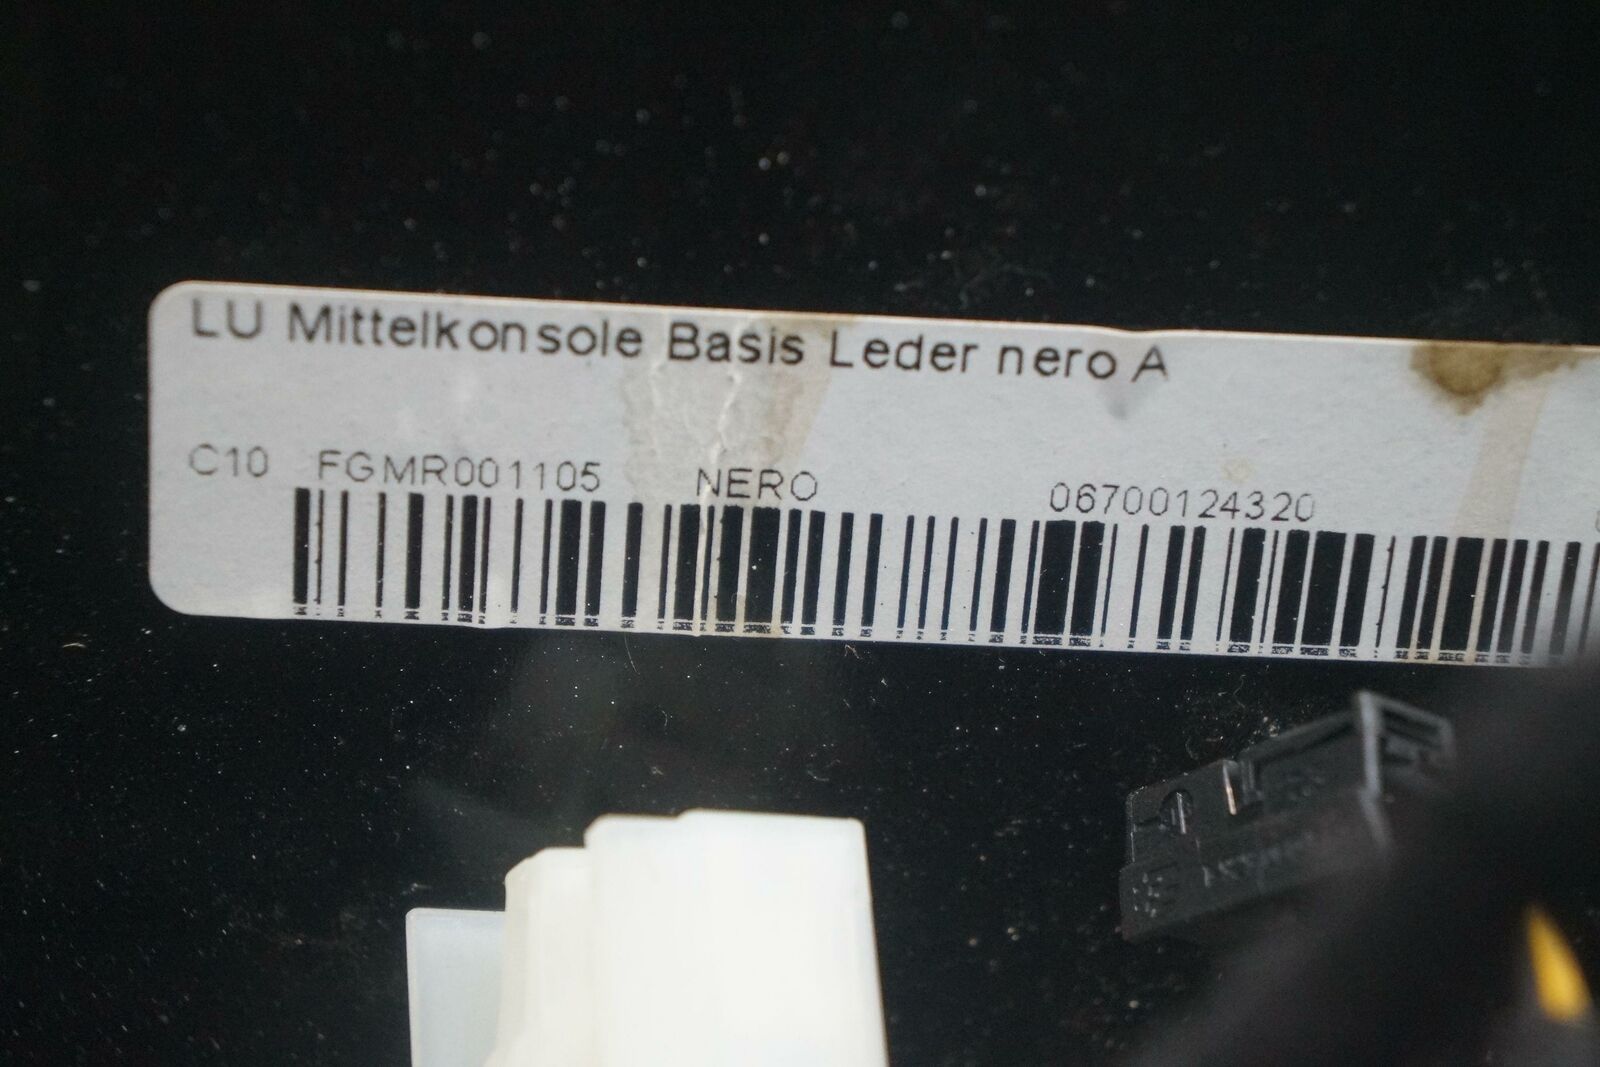 LU Mittelkonsole Basis Leder nero A
C10 FGMR001105 NERO 06700124320